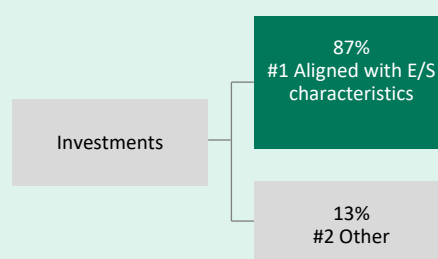 87%
#1 Aligned with E/S
characteristics
Investments
13%
#2 Other